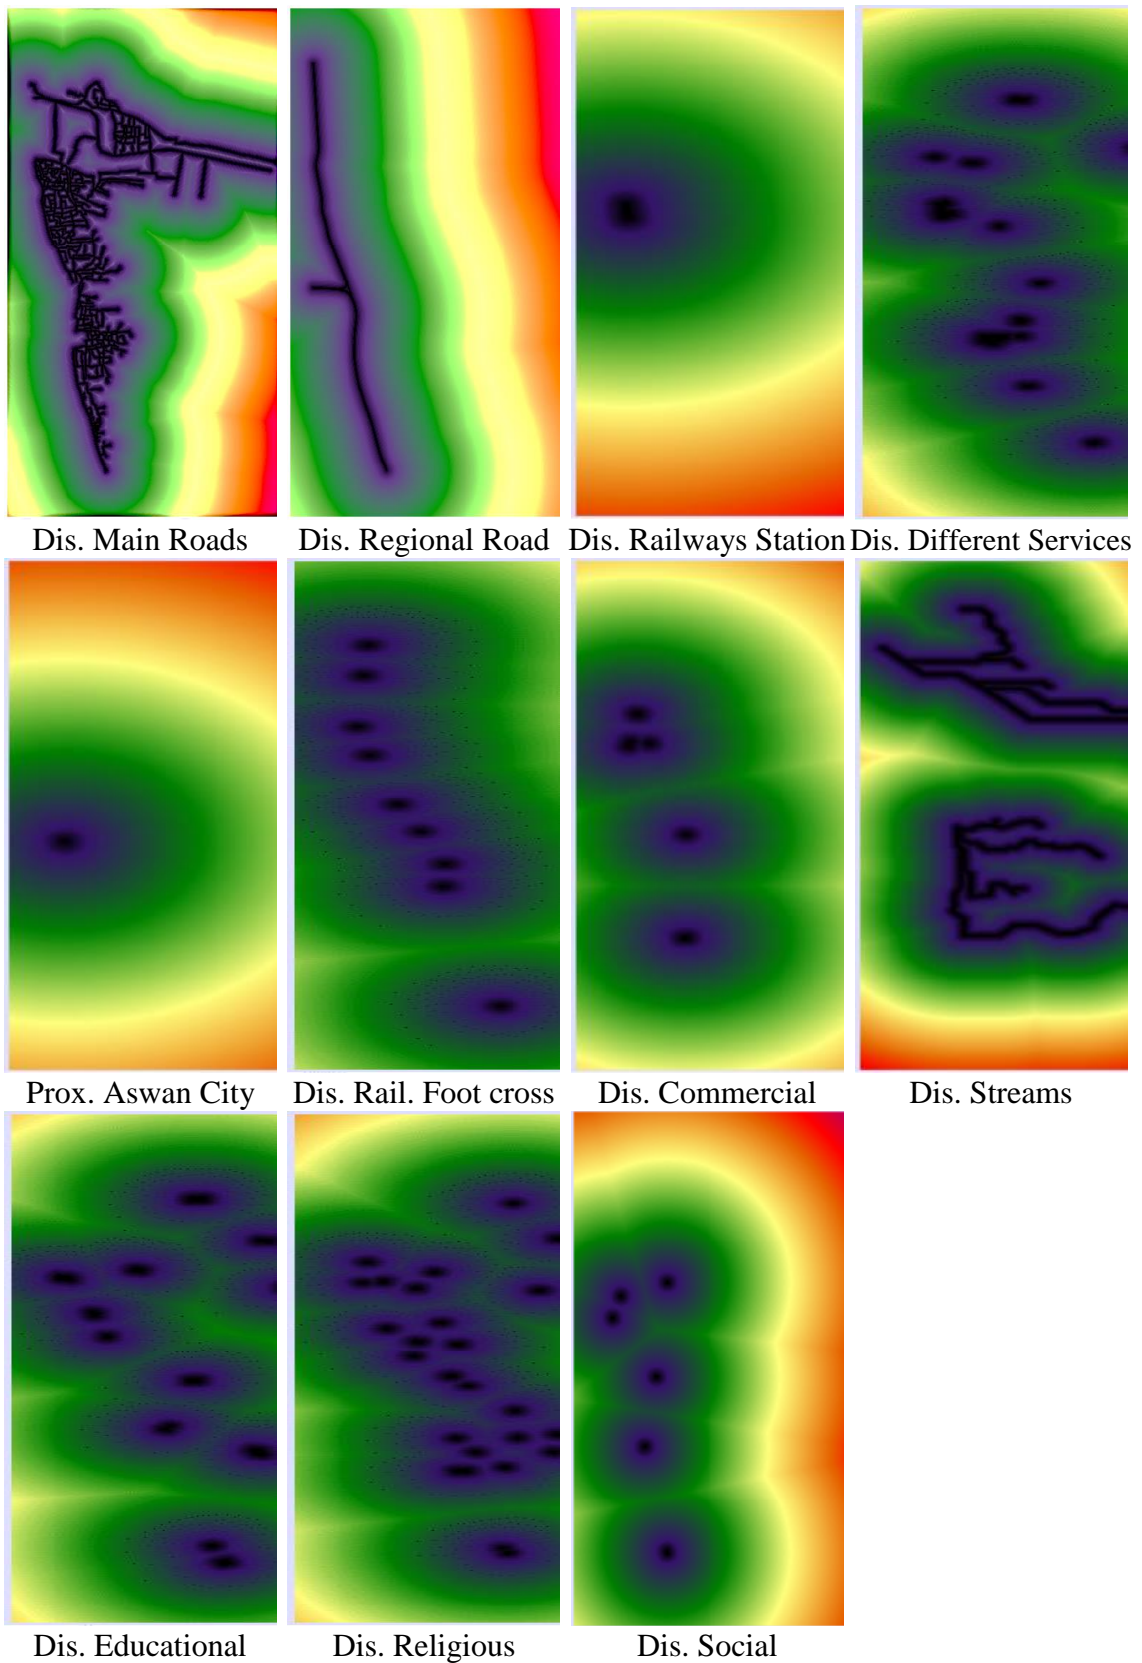 Dis. Main Roads
Dis. Regional Road
Dis. Railways Station
Dis. Different Services
Prox. Aswan City
Dis. Rail. Foot cross
Dis. Commercial
Dis. Streams
Dis. Educational
Dis. Religious
Dis. Social